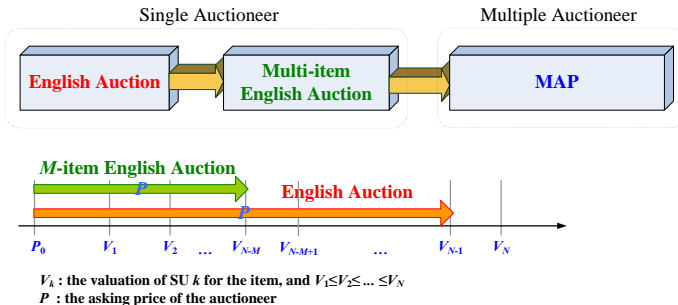 Single Auctioneer Multiple Auctioneer
English Auction
Multi-item
English Auction
MAP
M-item English Auction
P
English Auction
P
P0 V1 V2 ... VN-M VN-M+1 ... VN-1 VN
Vk : the valuation of SU k for the item, and V1≤V2≤ ... ≤VN
P : the asking price of the auctioneer